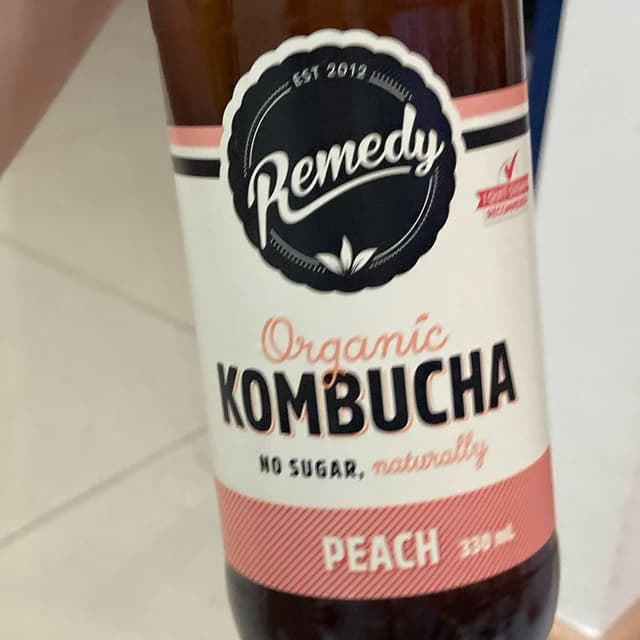 EST 2012
Remedy
Organic
KOMBUCHA
NO SUGAR, naturally
PEACH 330 mL